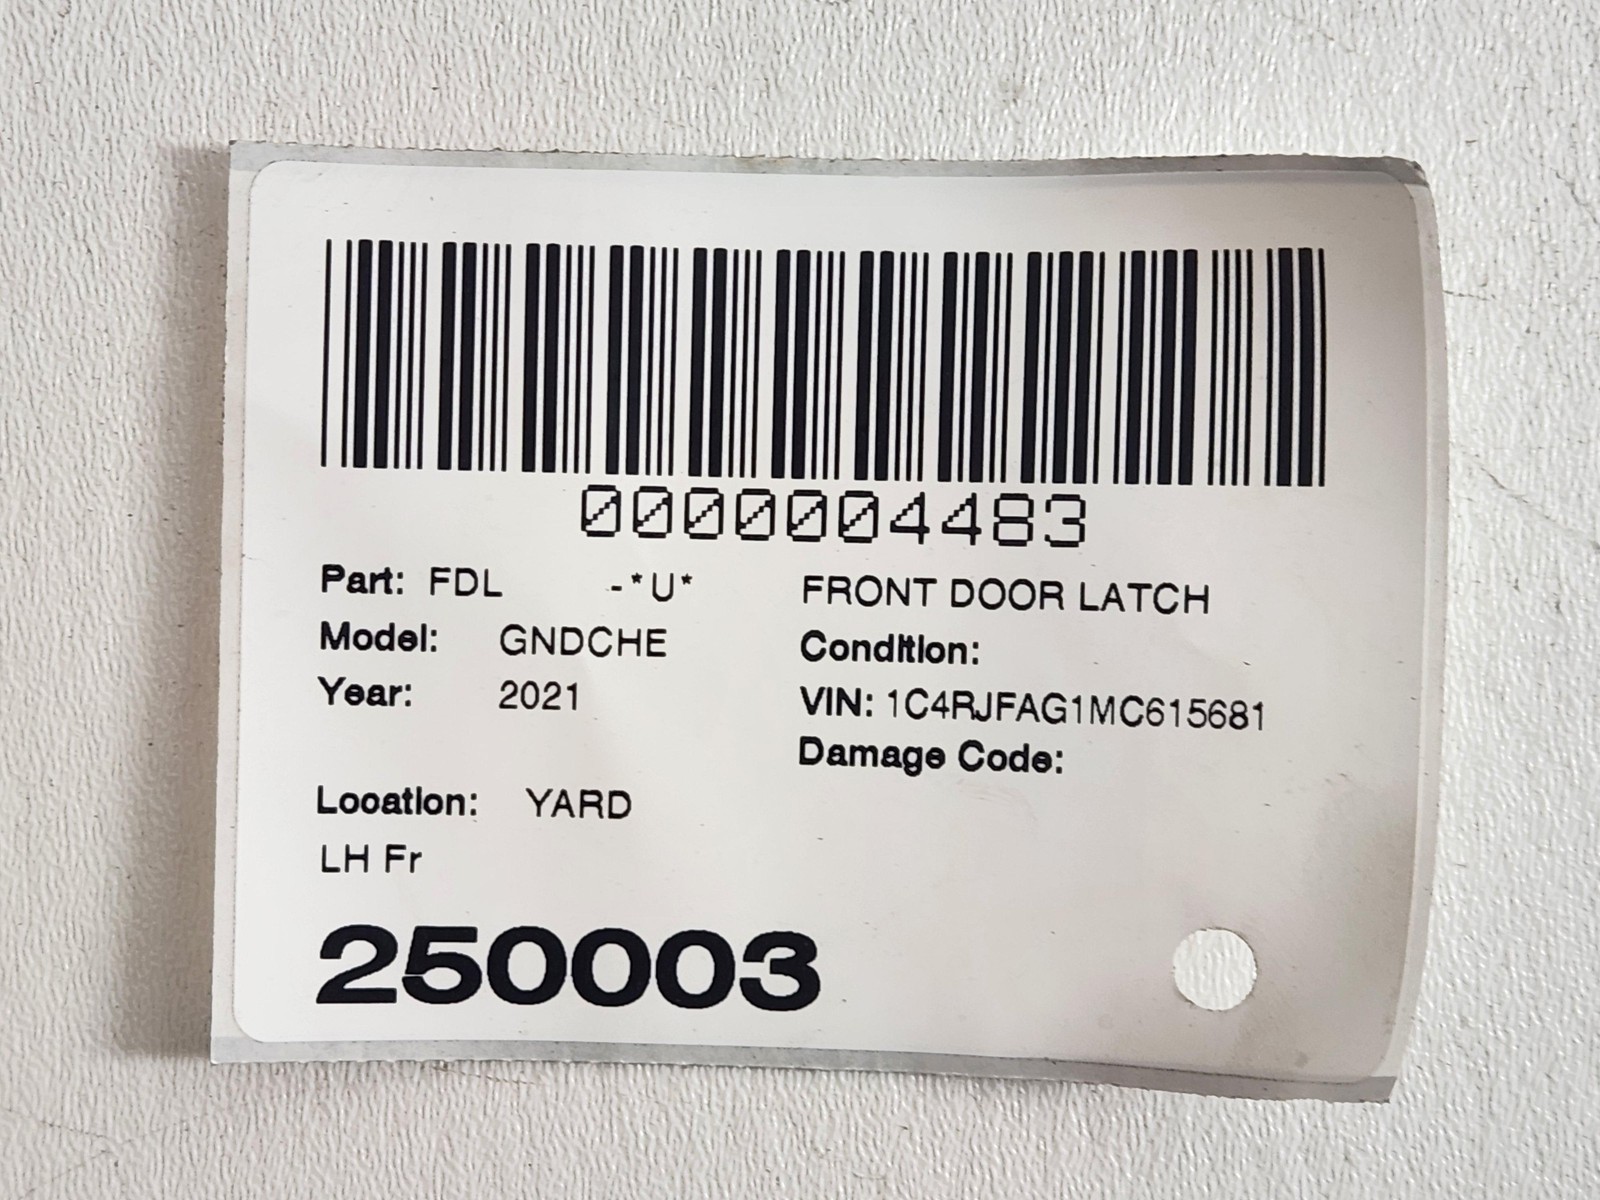 0000004483
Part: FDL -*U* FRONT DOOR LATCH
Model: GNDCHE Condition:
Year: 2021 VIN: 1C4RJFAG1MC615681
Damage Code:
Location: YARD
LH Fr
250003